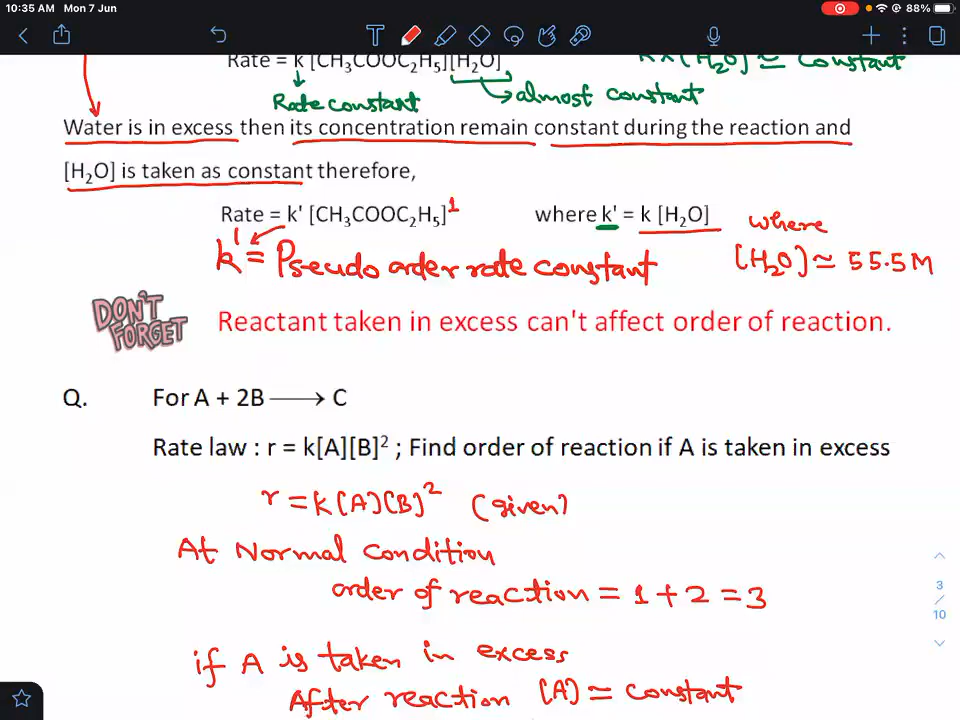 10:35 AM Mon 7 Jun 88%
Rate = k [CH₃COOC₂H₅][H₂O] k×[H₂O] ≃ constant
Rate constant almost constant
Water is in excess then its concentration remain constant during the reaction and
[H₂O] is taken as constant therefore,
Rate = k' [CH₃COOC₂H₅]¹ where k' = k [H₂O] where
k' = Pseudo order rate constant [H₂O] ≃ 55.5 M
DON'T
FORGET
Reactant taken in excess can't affect order of reaction.
Q. For A + 2B ⟶ C
Rate law : r = k[A][B]² ; Find order of reaction if A is taken in excess
r = k[A][B]² (given)
At Normal condition
order of reaction = 1 + 2 = 3
if A is taken in excess
After reaction [A] ≃ constant
3
/
10